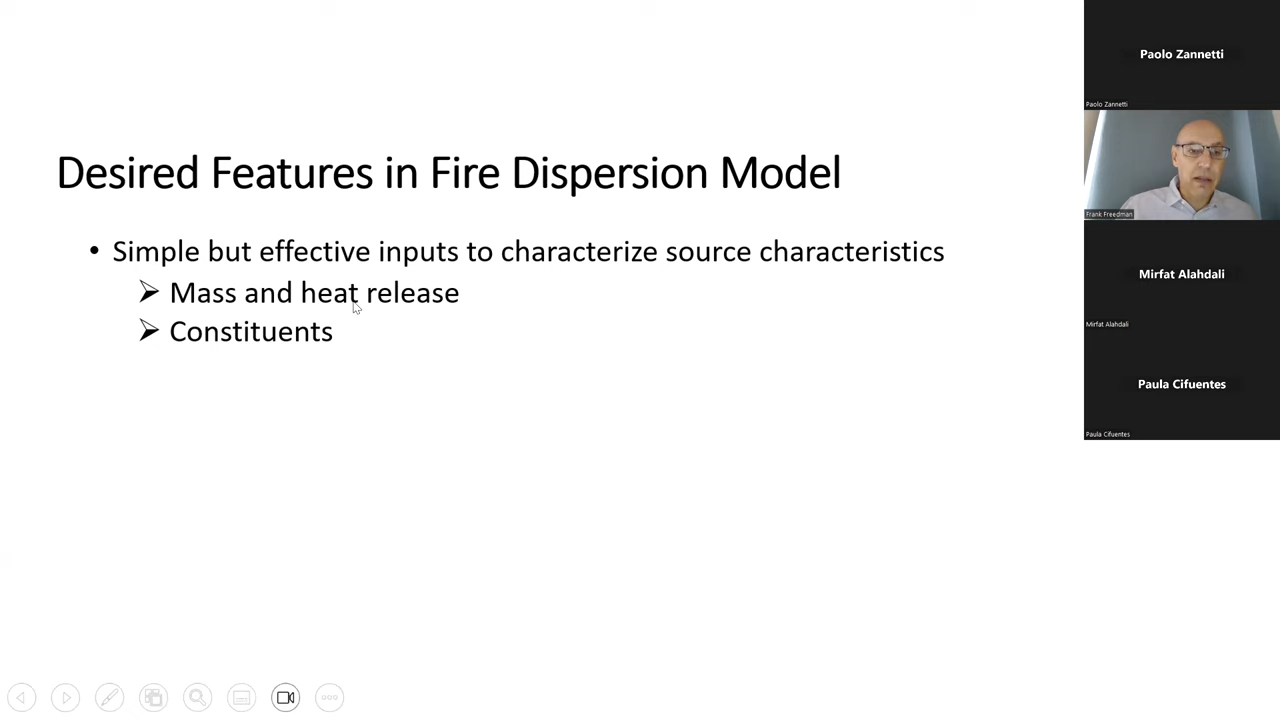 Desired Features in Fire Dispersion Model
• Simple but effective inputs to characterize source characteristics
➢ Mass and heat release
➢ Constituents
Paolo Zannetti
Paolo Zannetti
Frank Freedman
Mirfat Alahdali
Mirfat Alahdali
Paula Cifuentes
Paula Cifuentes